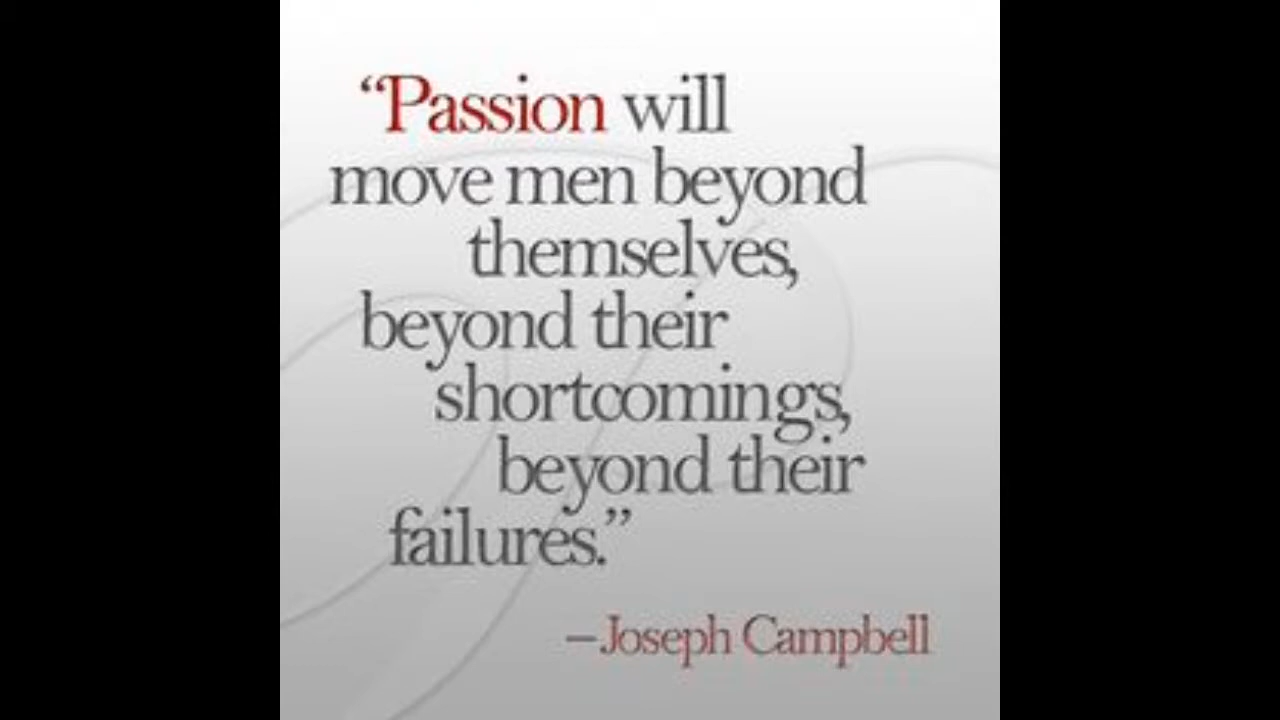 “Passion will
move men beyond
themselves,
beyond their
shortcomings,
beyond their
failures.”
–Joseph Campbell